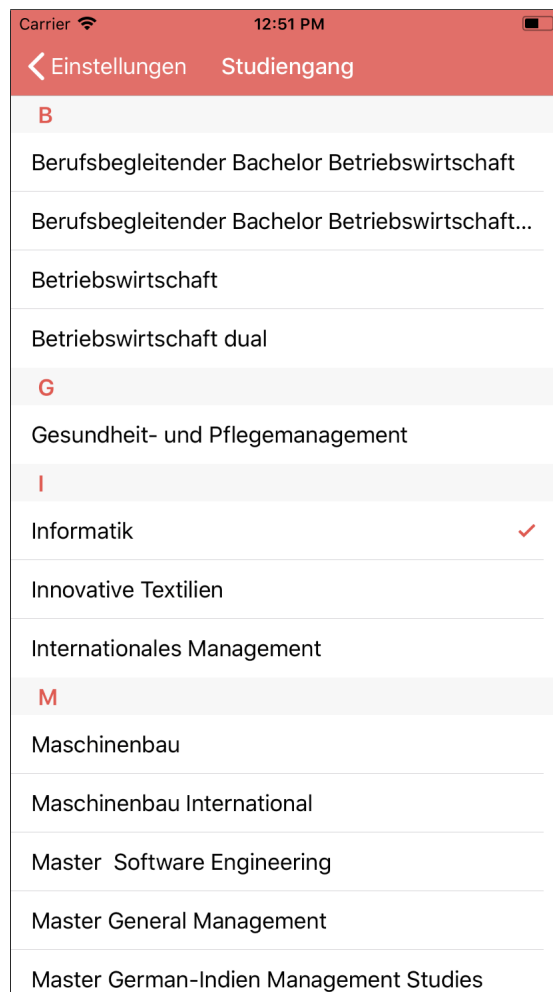 Carrier 12:51 PM
Einstellungen Studiengang
B
Berufsbegleitender Bachelor Betriebswirtschaft
Berufsbegleitender Bachelor Betriebswirtschaft...
Betriebswirtschaft
Betriebswirtschaft dual
G
Gesundheit- und Pflegemanagement
I
Informatik
Innovative Textilien
Internationales Management
M
Maschinenbau
Maschinenbau International
Master  Software Engineering
Master General Management
Master German-Indien Management Studies